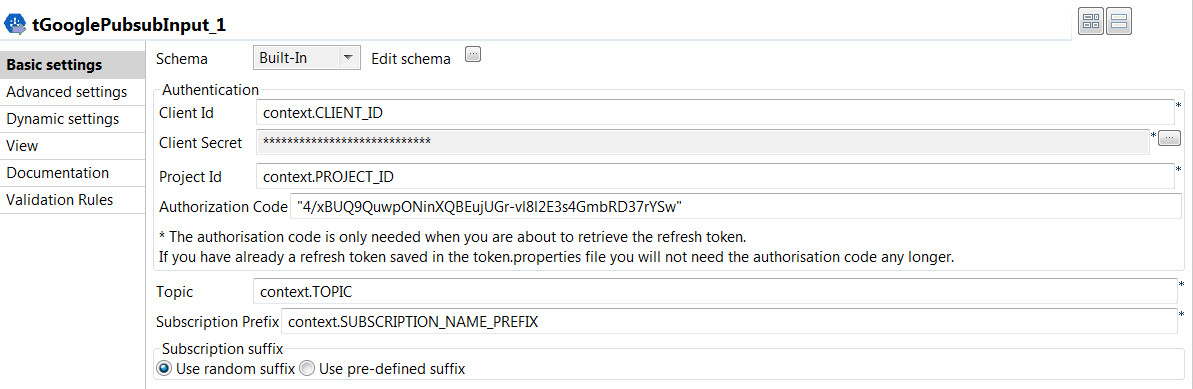 tGooglePubsubInput_1
Basic settings
Advanced settings
Dynamic settings
View
Documentation
Validation Rules
Schema Built-In Edit schema ...
Authentication
Client Id context.CLIENT_ID *
Client Secret **************************** * ...
Project Id context.PROJECT_ID *
Authorization Code "4/xBUQ9QuwpONinXQBEujUGr-vl8l2E3s4GmbRD37rYSw"
* The authorisation code is only needed when you are about to retrieve the refresh token.
If you have already a refresh token saved in the token.properties file you will not need the authorisation code any longer.
Topic context.TOPIC *
Subscription Prefix context.SUBSCRIPTION_NAME_PREFIX *
Subscription suffix
Use random suffix Use pre-defined suffix